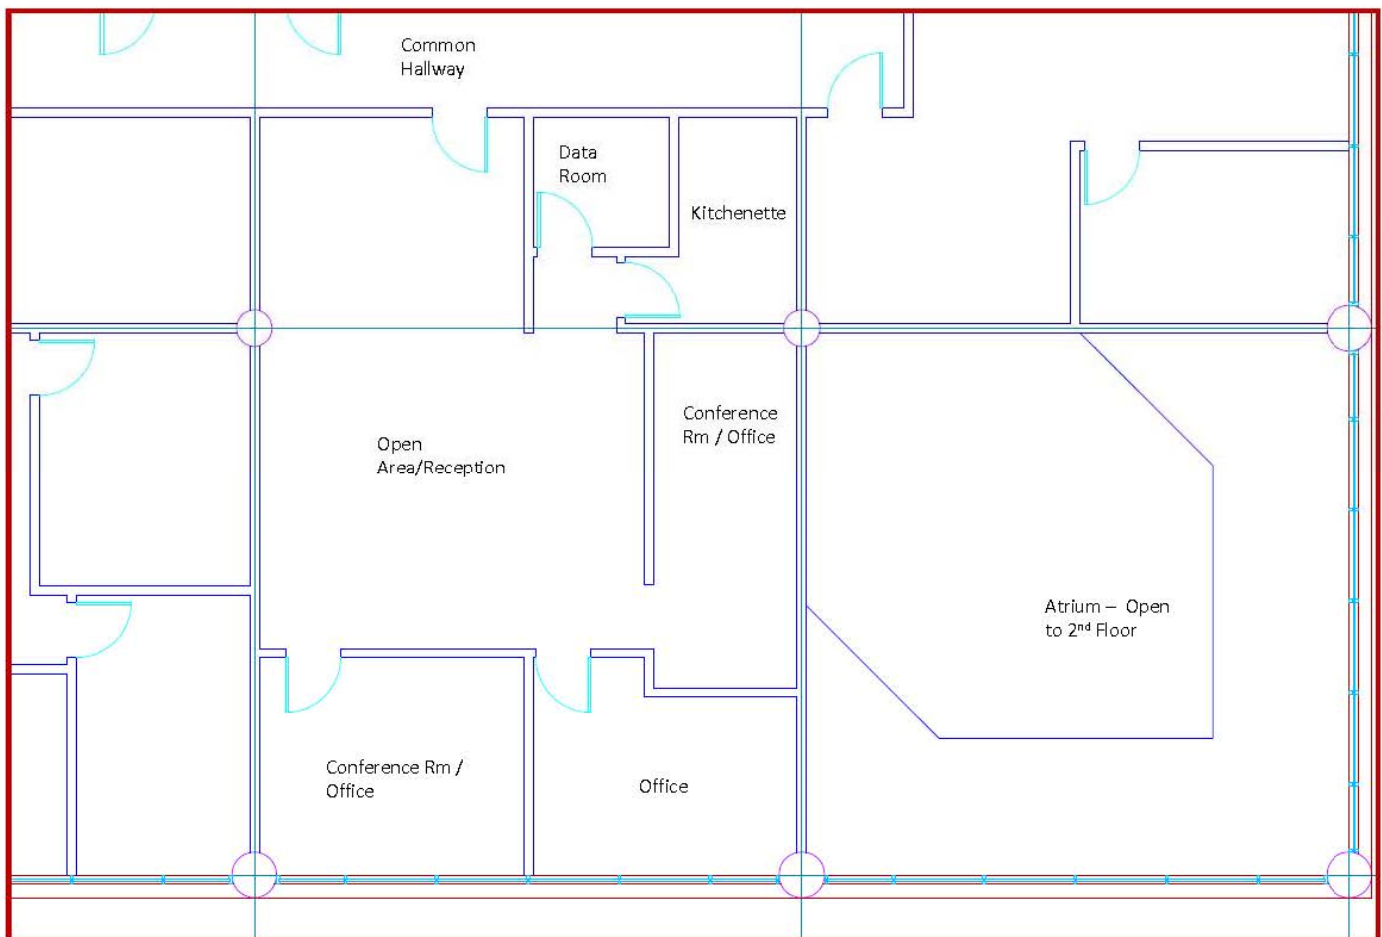 Common
Hallway
Data
Room
Kitchenette
Conference
Rm / Office
Open
Area/Reception
Atrium – Open
to 2nd Floor
Conference Rm /
Office
Office